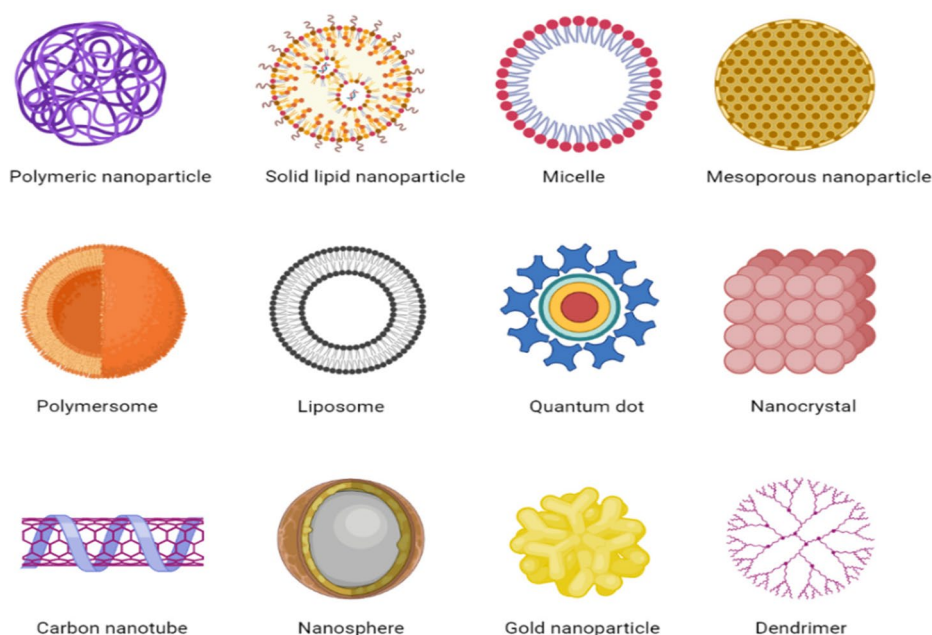 Polymeric nanoparticle
Solid lipid nanoparticle
Micelle
Mesoporous nanoparticle
Polymersome
Liposome
Quantum dot
Nanocrystal
Carbon nanotube
Nanosphere
Gold nanoparticle
Dendrimer